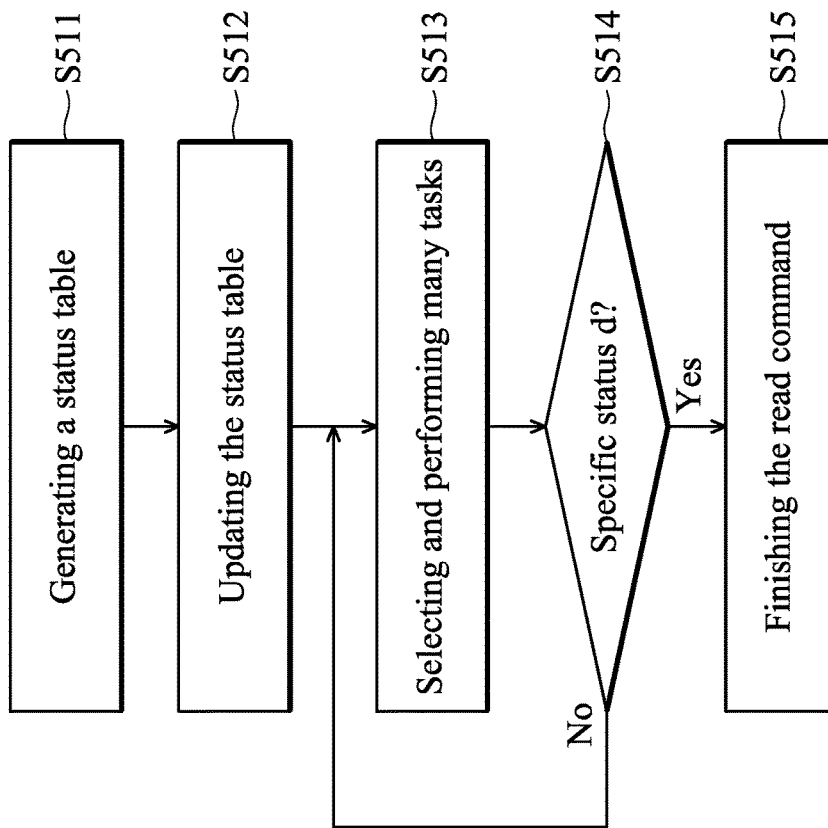 Generating a status table
S511
Updating the status table
S512
Selecting and performing many tasks
S513
Specific status d?
S514
No
Yes
Finishing the read command
S515